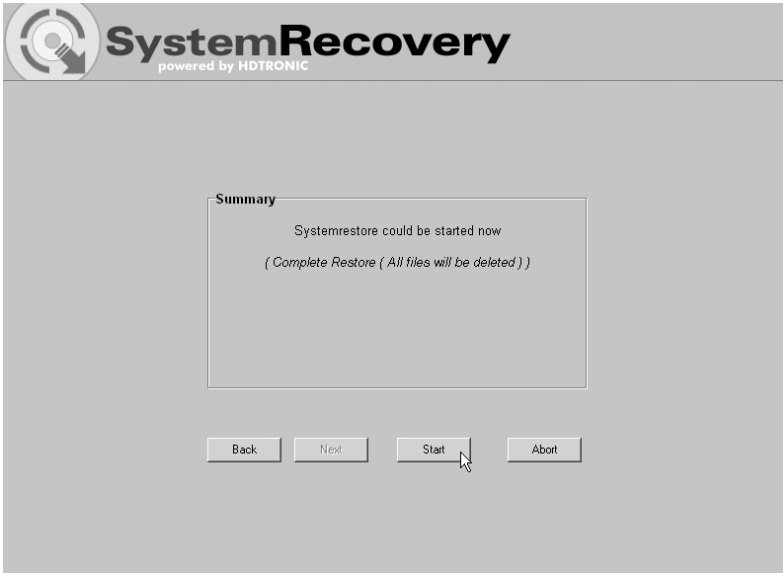 SystemRecovery
powered by HDTRONIC
Summary
Systemrestore could be started now
( Complete Restore ( All files will be deleted ) )
Back
Next
Start
Abort